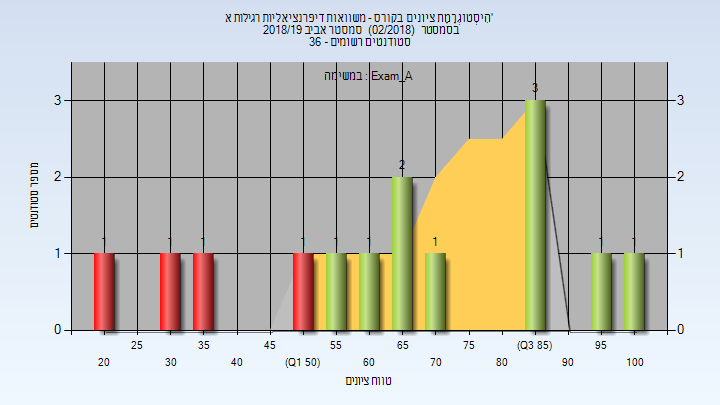 היסטוגרמת ציונים בקורס - משוואות דיפרנציאליות רגילות א'
בסמסטר (02/2018) סמסטר אביב 2018/19
סטודנטים רשומים - 36
במשימה : Exam_A
מספר סטודנטים
3 3
2 2
1 1
0 0
1 1 1 1 1 1 2 1 3 1 1
25 35 45 55 65 75 (Q3 85) 95
20 30 40 (Q1 50) 60 70 80 90 100
טווח ציונים